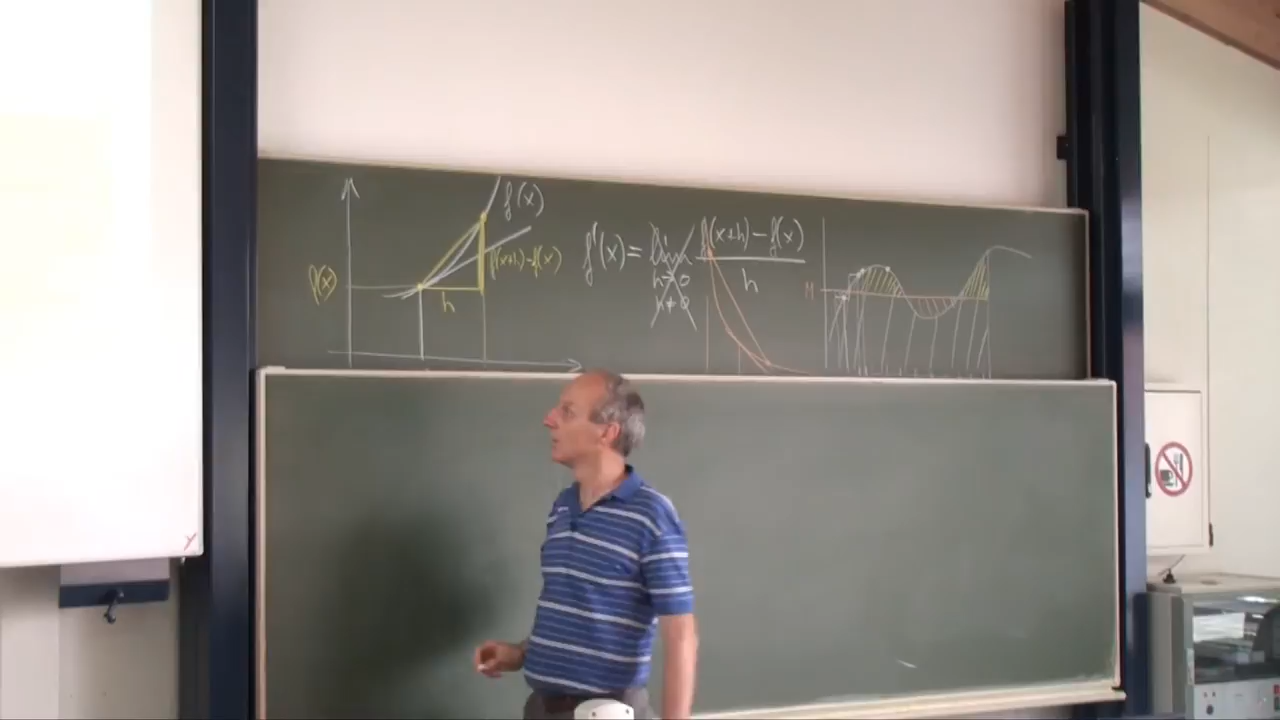 f(x)
f(x)
f(x+h)-f(x)
h
f'(x) = lim f(x+h)-f(x)
h→0
h≠0
h
M